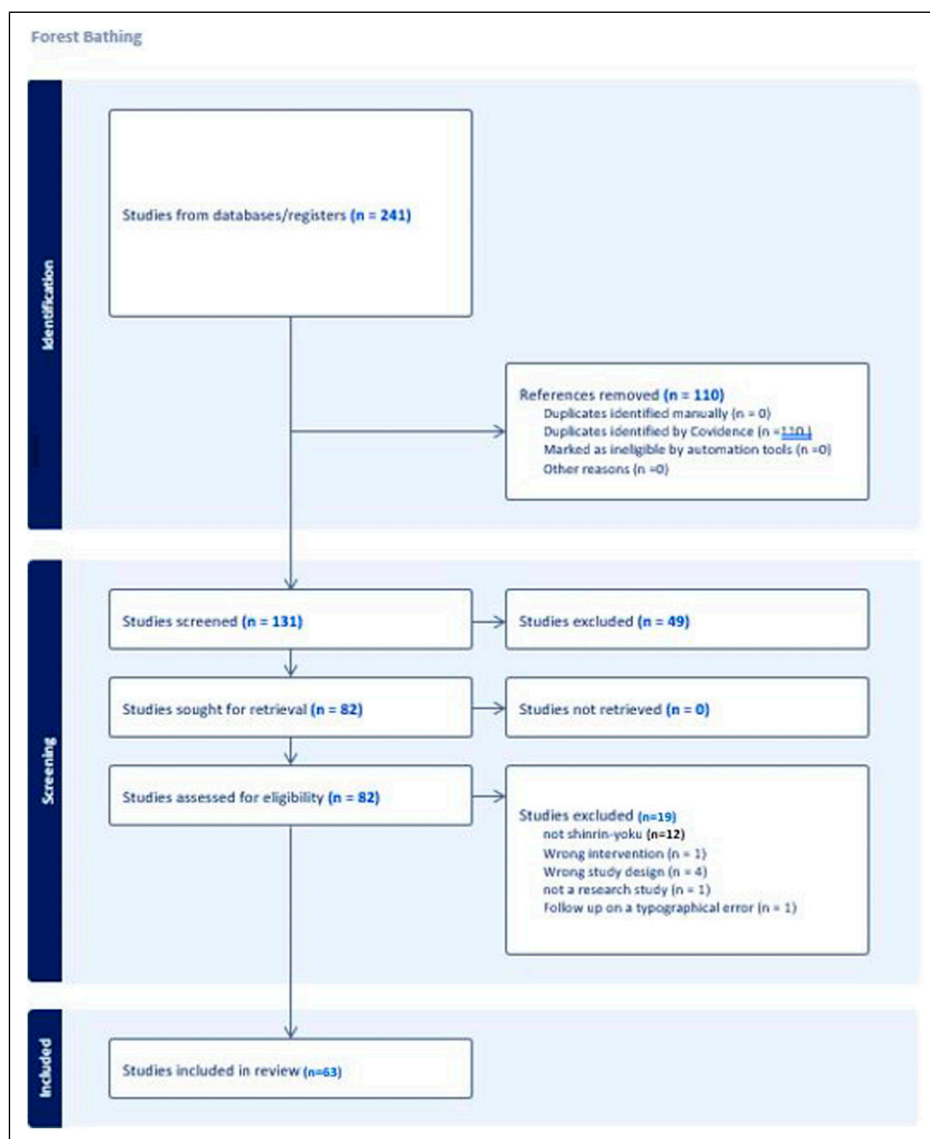 Forest Bathing
Identification
Studies from databases/registers (n = 241)
References removed (n = 110)
Duplicates identified manually (n = 0)
Duplicates identified by Covidence (n =110 )
Marked as ineligible by automation tools (n =0)
Other reasons (n =0)
Screening
Studies screened (n = 131)
Studies excluded (n = 49)
Studies sought for retrieval (n = 82)
Studies not retrieved (n = 0)
Studies assessed for eligibility (n = 82)
Studies excluded (n=19)
not shinrin-yoku (n=12)
Wrong intervention (n = 1)
Wrong study design (n = 4)
not a research study (n = 1)
Follow up on a typographical error (n = 1)
Included
Studies included in review (n=63)